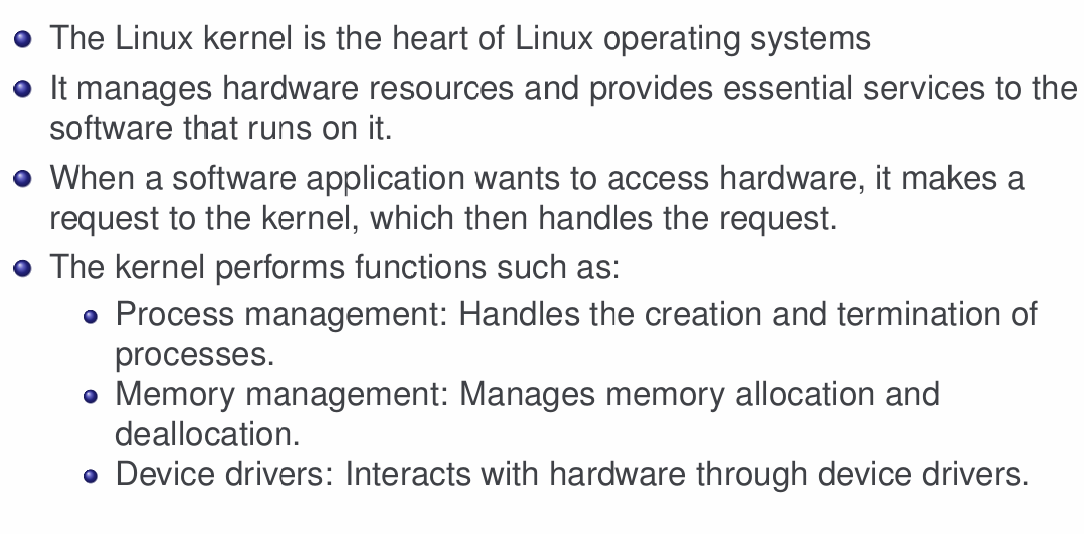 The Linux kernel is the heart of Linux operating systems
It manages hardware resources and provides essential services to the
software that runs on it.
When a software application wants to access hardware, it makes a
request to the kernel, which then handles the request.
The kernel performs functions such as:
Process management: Handles the creation and termination of
processes.
Memory management: Manages memory allocation and
deallocation.
Device drivers: Interacts with hardware through device drivers.